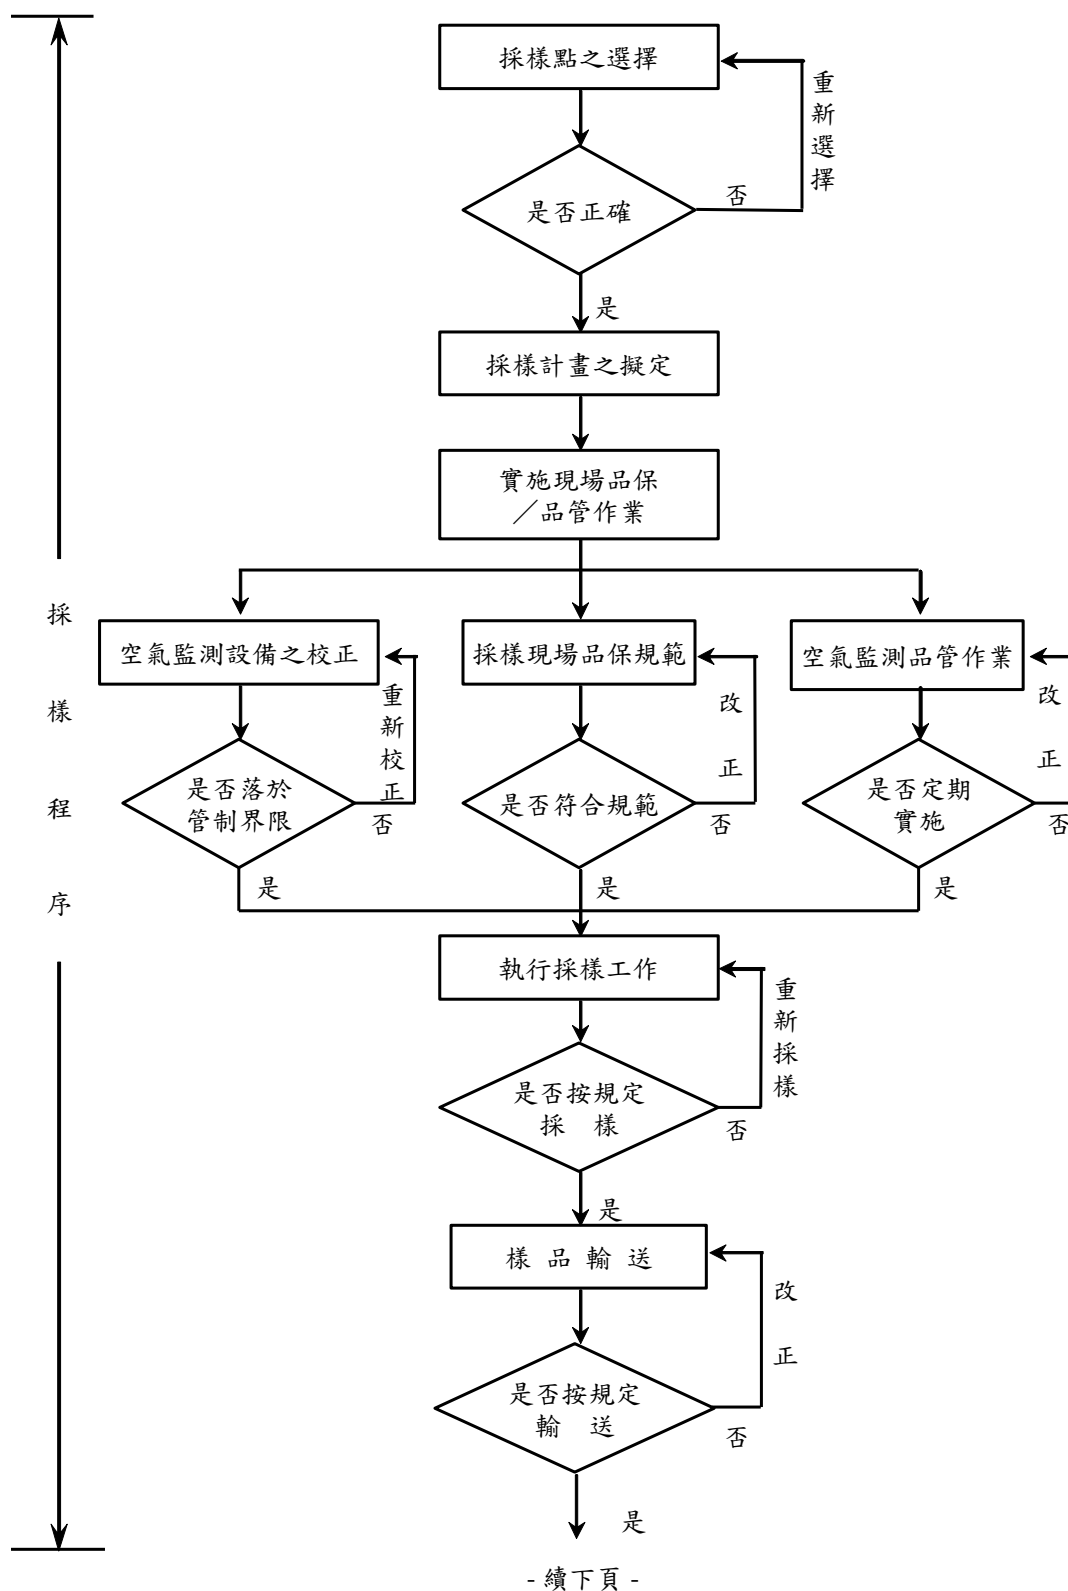 採樣點之選擇
重新選擇
否
是否正確
是
採樣計畫之擬定
實施現場品保
／品管作業
採樣程序
空氣監測設備之校正
重新校正
是否落於
管制界限
否
是
採樣現場品保規範
改正
是否符合規範
否
是
空氣監測品管作業
改正
是否定期
實施
否
是
執行採樣工作
重新採樣
是否按規定
採 樣
否
是
樣 品 輸 送
改正
是否按規定
輸 送
否
是
- 續下頁 -